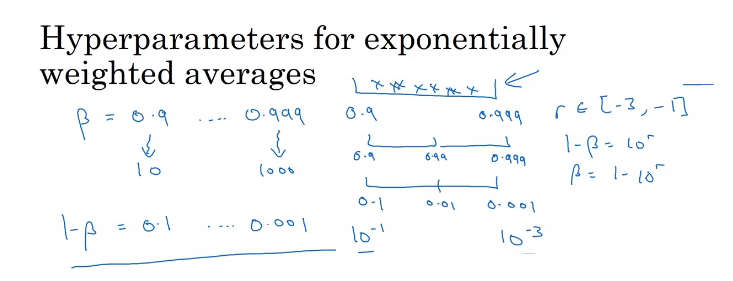 Hyperparameters for exponentially
weighted averages
β = 0.9 .... 0.999
10 1000
1-β = 0.1 .... 0.001
x x x x x x x x
0.9 0.999
0.9 0.99 0.999
0.1 0.01 0.001
10⁻¹ 10⁻³
r ∈ [-3, -1]
1-β = 10ʳ
β = 1-10ʳ